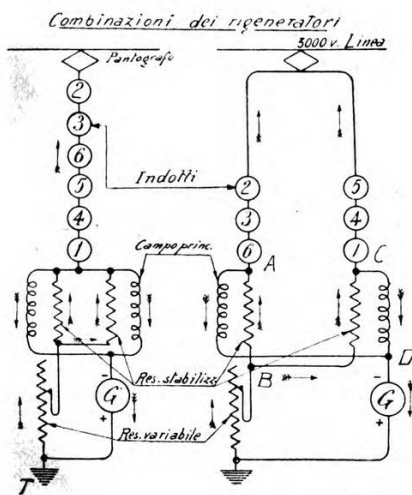 Combinazioni dei rigeneratori
3000 v. Linea
Pantografo
2
3
6
5
4
1
Indotti
2
3
6
5
4
1
Campo princ.
A
C
Res. stabilizz.
B
D
G
-
+
G
-
+
Res. variabile
T